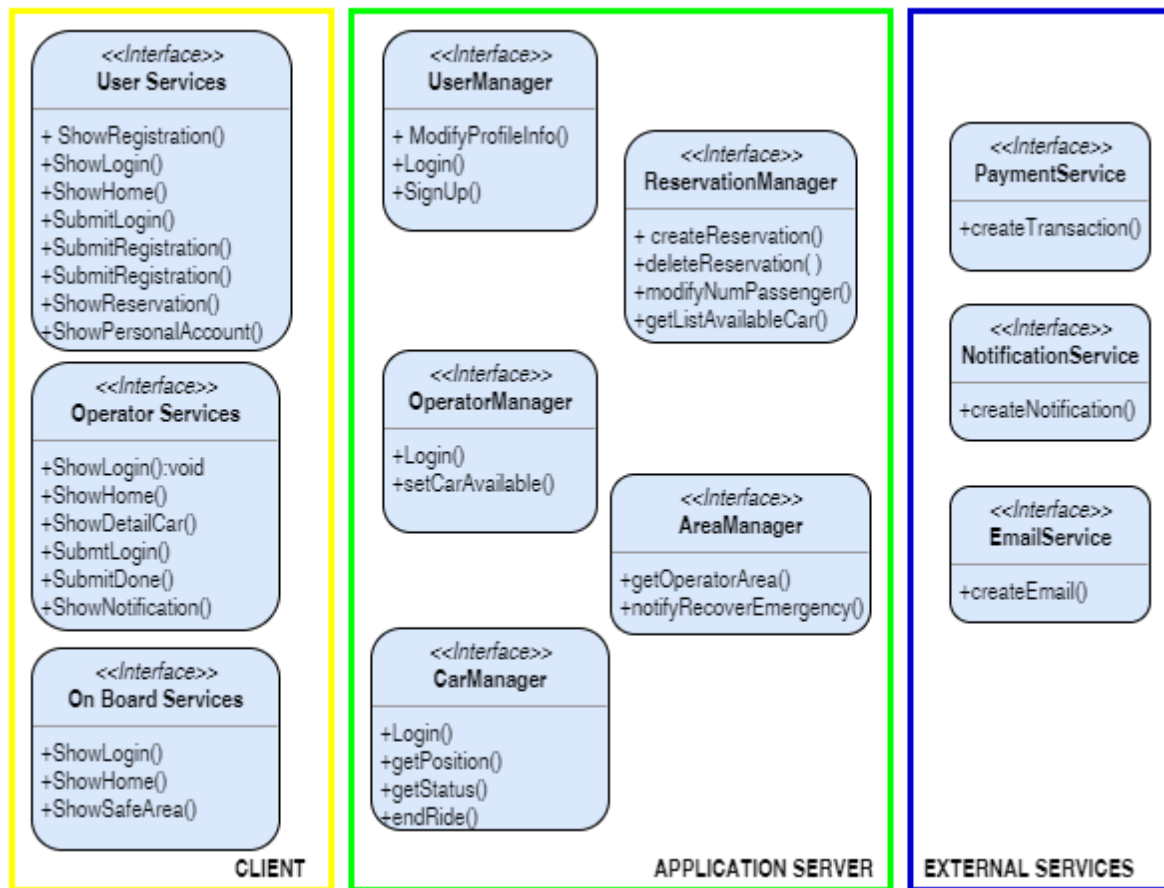 <<Interface>>
User Services
+ ShowRegistration()
+ShowLogin()
+ShowHome()
+SubmitLogin()
+SubmitRegistration()
+SubmitRegistration()
+ShowReservation()
+ShowPersonalAccount()
<<Interface>>
Operator Services
+ShowLogin():void
+ShowHome()
+ShowDetailCar()
+SubmtLogin()
+SubmitDone()
+ShowNotification()
<<Interface>>
On Board Services
+ShowLogin()
+ShowHome()
+ShowSafeArea()
CLIENT
<<Interface>>
UserManager
+ ModifyProfileInfo()
+Login()
+SignUp()
<<Interface>>
ReservationManager
+ createReservation()
+deleteReservation( )
+modifyNumPassenger()
+getListAvailableCar()
<<Interface>>
OperatorManager
+Login()
+setCarAvailable()
<<Interface>>
AreaManager
+getOperatorArea()
+notifyRecoverEmergency()
<<Interface>>
CarManager
+Login()
+getPosition()
+getStatus()
+endRide()
APPLICATION SERVER
<<Interface>>
PaymentService
+createTransaction()
<<Interface>>
NotificationService
+createNotification()
<<Interface>>
EmailService
+createEmail()
EXTERNAL SERVICES